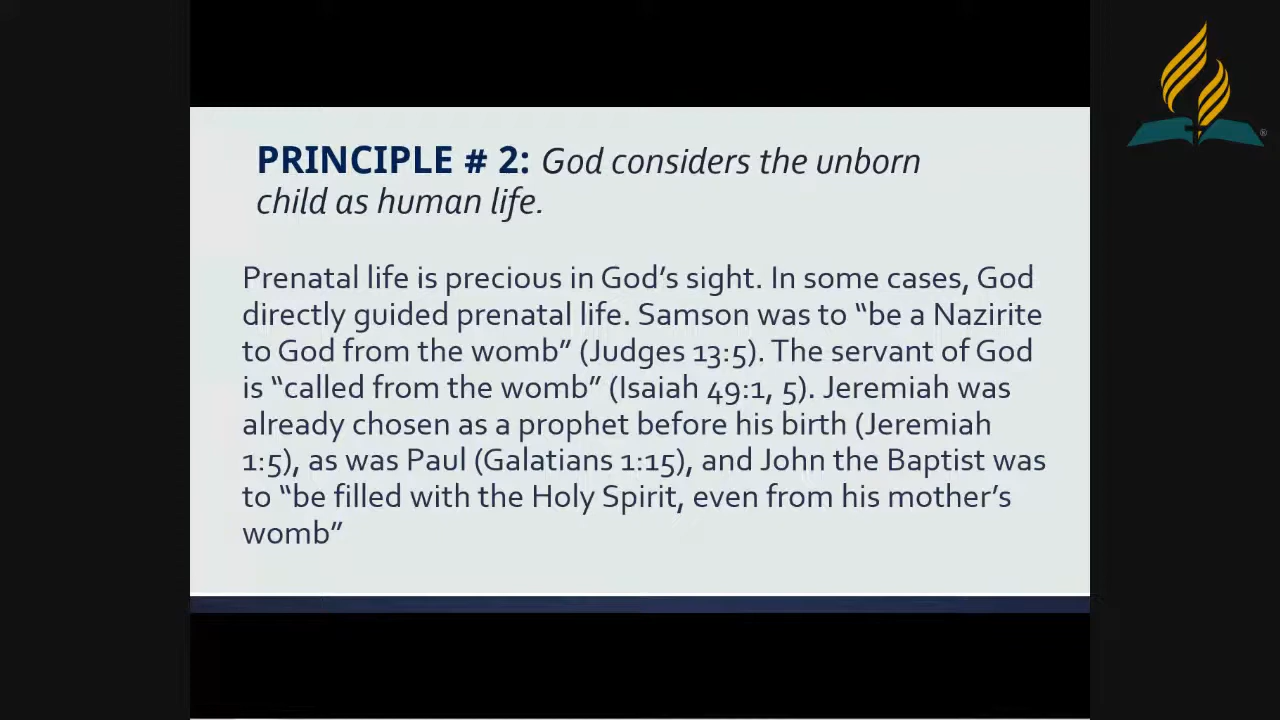 PRINCIPLE # 2: God considers the unborn
child as human life.
Prenatal life is precious in God’s sight. In some cases, God
directly guided prenatal life. Samson was to “be a Nazirite
to God from the womb” (Judges 13:5). The servant of God
is “called from the womb” (Isaiah 49:1, 5). Jeremiah was
already chosen as a prophet before his birth (Jeremiah
1:5), as was Paul (Galatians 1:15), and John the Baptist was
to “be filled with the Holy Spirit, even from his mother’s
womb”
®